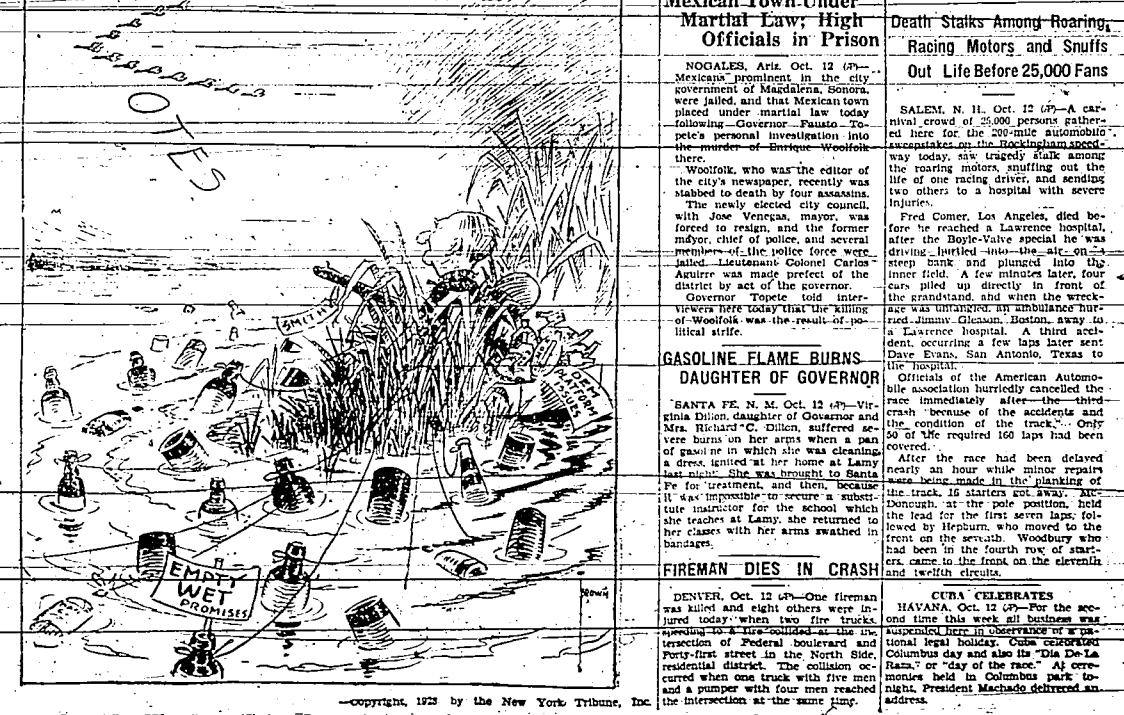 OTES
SMITH
DEM
PLATFORM
ISSUES
EMPTY
WET
PROMISES
BROWN
—copyright, 1928 by the New York Tribune, Inc.
Mexican Town Under
Martial Law; High
Officials in Prison
NOGALES, Ariz. Oct. 12 (AP)—
Mexicans prominent in the city
government of Magdalena, Sonora,
were jailed, and that Mexican town
placed under martial law today
following Governor Fausto To-
pete's personal investigation into
the murder of Enrique Woolfolk
there.
Woolfolk, who was the editor of
the city's newspaper, recently was
stabbed to death by four assassins.
The newly elected city council,
with Jose Venegas, mayor, was
forced to resign, and the former
mayor, chief of police, and several
members of the police force were
jailed. Lieutenant Colonel Carlos
Aguirre was made prefect of the
district by act of the governor.
Governor Topete told inter-
viewers here today that the killing
of Woolfolk was the result of po-
litical strife.
GASOLINE FLAME BURNS
DAUGHTER OF GOVERNOR
SANTA FE, N. M. Oct. 12 (AP)—Vir-
ginia Dillon, daughter of Governor and
Mrs. Richard C. Dillon, suffered se-
vere burns on her arms when a pan
of gasoline in which she was cleaning
a dress, ignited at her home at Lamy
last night. She was brought to Santa
Fe for treatment, and then, because
it was impossible to secure a substi-
tute instructor for the school which
she teaches at Lamy, she returned to
her classes with her arms swathed in
bandages.
FIREMAN DIES IN CRASH
DENVER, Oct. 12 (AP)—One fireman
was killed and eight others were in-
jured today when two fire trucks,
speeding to a fire collided at the in-
tersection of Federal boulevard and
Forty-first street in the North Side,
residential district. The collision oc-
curred when one truck with five men
and a pumper with four men reached
the intersection at the same time.
Death Stalks Among Roaring,
Racing Motors and Snuffs
Out Life Before 25,000 Fans
SALEM, N. H., Oct. 12 (AP)—A car-
nival crowd of 25,000 persons gather-
ed here for the 200-mile automobile
sweepstakes on the Rockingham speed-
way today, saw tragedy stalk among
the roaring motors, snuffing out the
life of one racing driver, and sending
two others to a hospital with severe
injuries.
Fred Comer, Los Angeles, died be-
fore he reached a Lawrence hospital,
after the Boyle-Valve special he was
driving hurtled into the air on a
steep bank and plunged into the
inner field. A few minutes later, four
cars piled up directly in front of
the grandstand, and when the wreck-
age was untangled, an ambulance hur-
ried Jimmy Gleason, Boston, away to
a Lawrence hospital. A third acci-
dent, occurring a few laps later sent
Dave Evans, San Antonio, Texas to
the hospital.
Officials of the American Automo-
bile association hurriedly cancelled the
race immediately after the third
crash "because of the accidents and
the condition of the track." Only
50 of the required 160 laps had been
covered.
After the race had been delayed
nearly an hour while minor repairs
were being made in the planking of
the track, 16 starters got away. Mc-
Donough, at the pole position, held
the lead for the first seven laps, fol-
lowed by Hepburn, who moved to the
front on the seventh. Woodbury who
had been in the fourth row of start-
ers, came to the front on the eleventh
and twelfth circuits.
CUBA CELEBRATES
HAVANA, Oct. 12 (AP)—For the sec-
ond time this week all business was
suspended here in observance of a na-
tional legal holiday. Cuba celebrated
Columbus day and also its "Dia De La
Raza," or "day of the race." At cere-
monies held in Columbus park to-
night, President Machado delivered an
address.